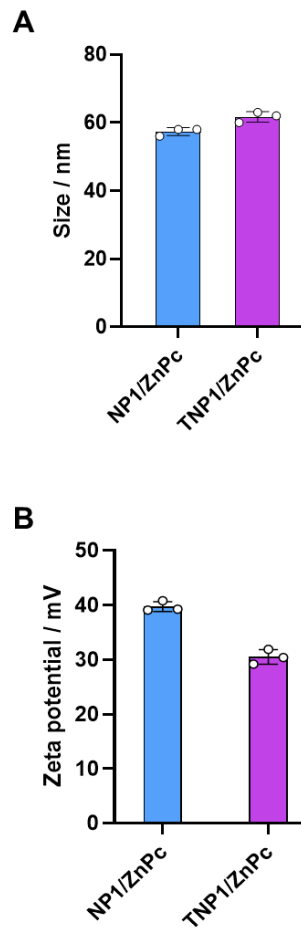 A
Size / nm
80
60
40
20
0
NP1/ZnPc
TNP1/ZnPc
B
Zeta potential / mV
50
40
30
20
10
0
NP1/ZnPc
TNP1/ZnPc